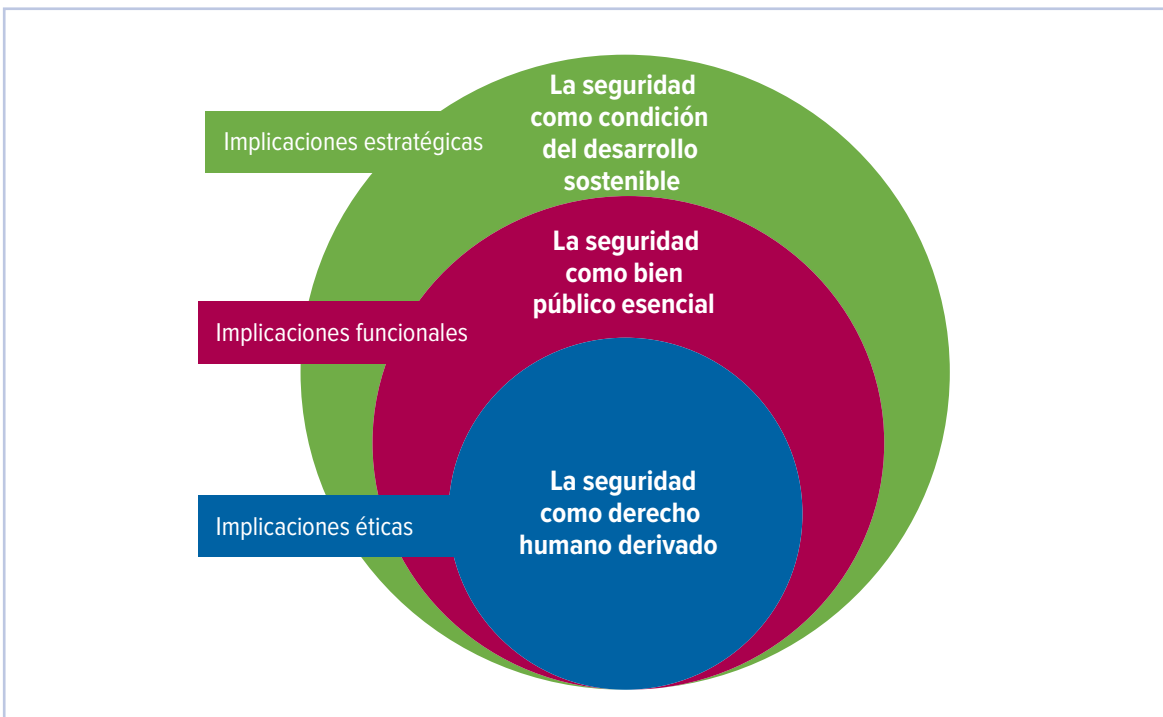 La seguridad
como condición
del desarrollo
sostenible
Implicaciones estratégicas
La seguridad
como bien
público esencial
Implicaciones funcionales
La seguridad
como derecho
humano derivado
Implicaciones éticas